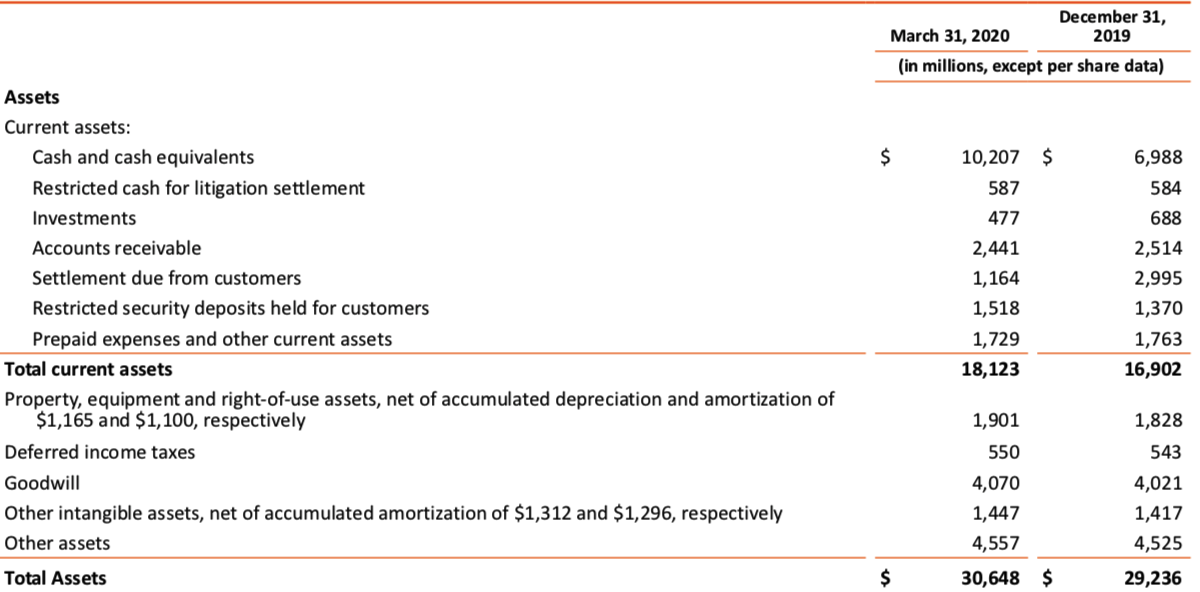 December 31,
March 31, 2020 2019
(in millions, except per share data)
Assets
Current assets:
Cash and cash equivalents $ 10,207 $ 6,988
Restricted cash for litigation settlement 587 584
Investments 477 688
Accounts receivable 2,441 2,514
Settlement due from customers 1,164 2,995
Restricted security deposits held for customers 1,518 1,370
Prepaid expenses and other current assets 1,729 1,763
Total current assets 18,123 16,902
Property, equipment and right-of-use assets, net of accumulated depreciation and amortization of
$1,165 and $1,100, respectively 1,901 1,828
Deferred income taxes 550 543
Goodwill 4,070 4,021
Other intangible assets, net of accumulated amortization of $1,312 and $1,296, respectively 1,447 1,417
Other assets 4,557 4,525
Total Assets $ 30,648 $ 29,236